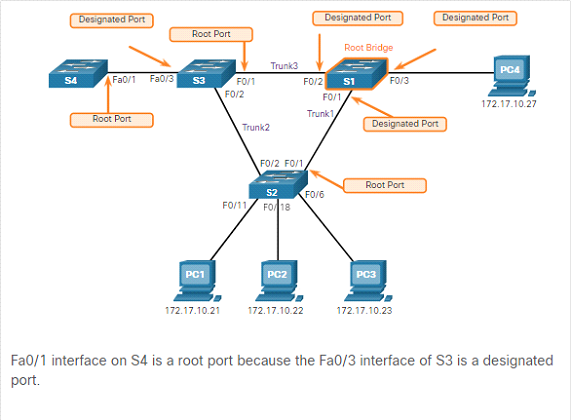 Designated Port
Root Port
Designated Port
Designated Port
Root Bridge
Trunk3
S4
Fa0/1
Fa0/3
S3
F0/1
F0/2
S1
F0/3
PC4
F0/2
F0/1
172.17.10.27
Root Port
Trunk1
Designated Port
Trunk2
F0/2
F0/1
Root Port
S2
F0/11
F0/18
F0/6
PC1
PC2
PC3
172.17.10.21
172.17.10.22
172.17.10.23
Fa0/1 interface on S4 is a root port because the Fa0/3 interface of S3 is a designated
port.